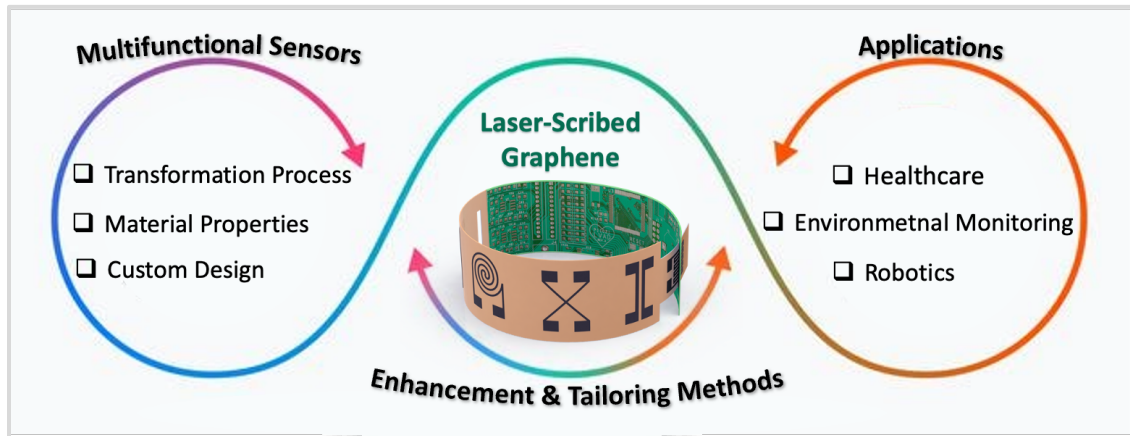 Multifunctional Sensors
Transformation Process
Material Properties
Custom Design
Laser-Scribed
Graphene
Enhancement & Tailoring Methods
Applications
Healthcare
Environmetnal Monitoring
Robotics